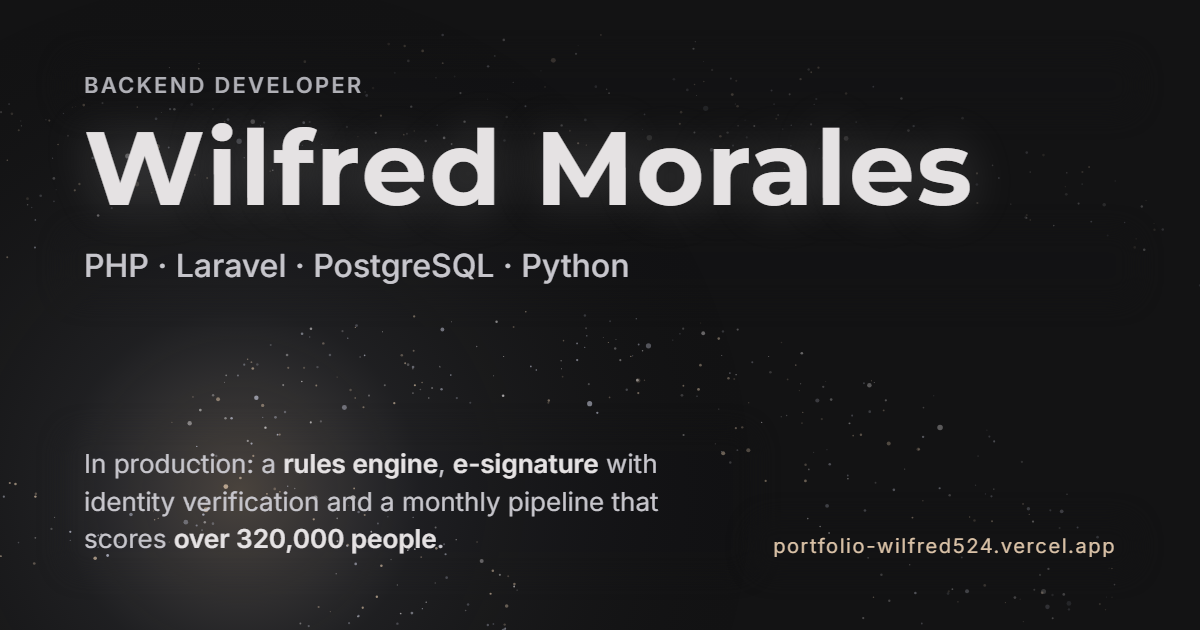 BACKEND DEVELOPER
Wilfred Morales
PHP · Laravel · PostgreSQL · Python
In production: a rules engine, e-signature with
identity verification and a monthly pipeline that
scores over 320,000 people.
portfolio-wilfred524.vercel.app